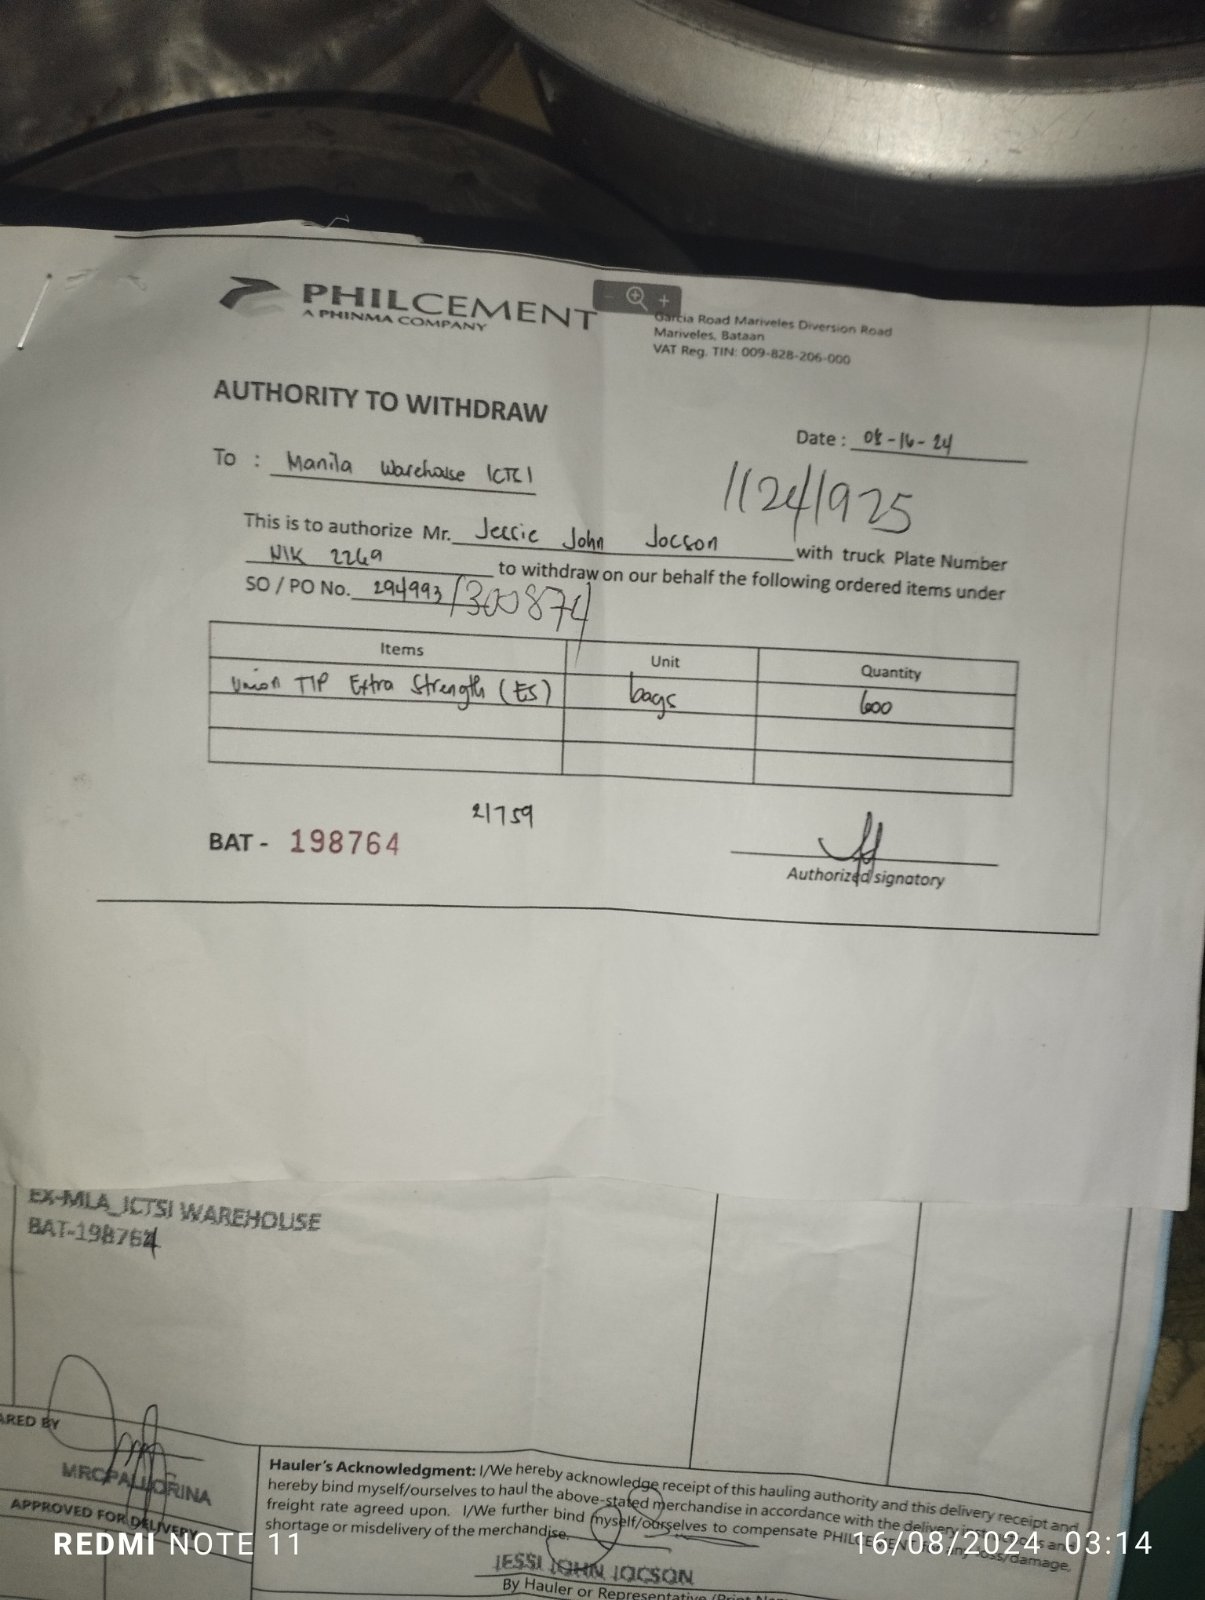 PHILCEMENT
A PHINMA COMPANY
Garcia Road Mariveles Diversion Road
Mariveles, Bataan
VAT Reg. TIN: 009-828-206-000
AUTHORITY TO WITHDRAW
Date : 08-16-24
To : Manila Warehouse
11241925
This is to authorize Mr. Jessie John Jocson with truck Plate Number
NIK 2269 to withdraw on our behalf the following ordered items under
SO / PO No. 294993/300874
Items Unit Quantity
Union TIP Extra Strength (ES) bags 600
21759
BAT - 198764
Authorized signatory
EX-MLA_ICTSI WAREHOUSE
BAT-198764
ARED BY
APPROVED FOR DELIVERY
Hauler's Acknowledgment: I/We hereby acknowledge receipt of this hauling authority and this delivery receipt and
hereby bind myself/ourselves to haul the above-stated merchandise in accordance with the delivery and
freight rate agreed upon. I/We further bind myself/ourselves to compensate loss/damage,
shortage or misdelivery of the merchandise.
JESSI JOHN JOCSON
By Hauler or Representative
REDMI NOTE 11
16/08/2024 03:14